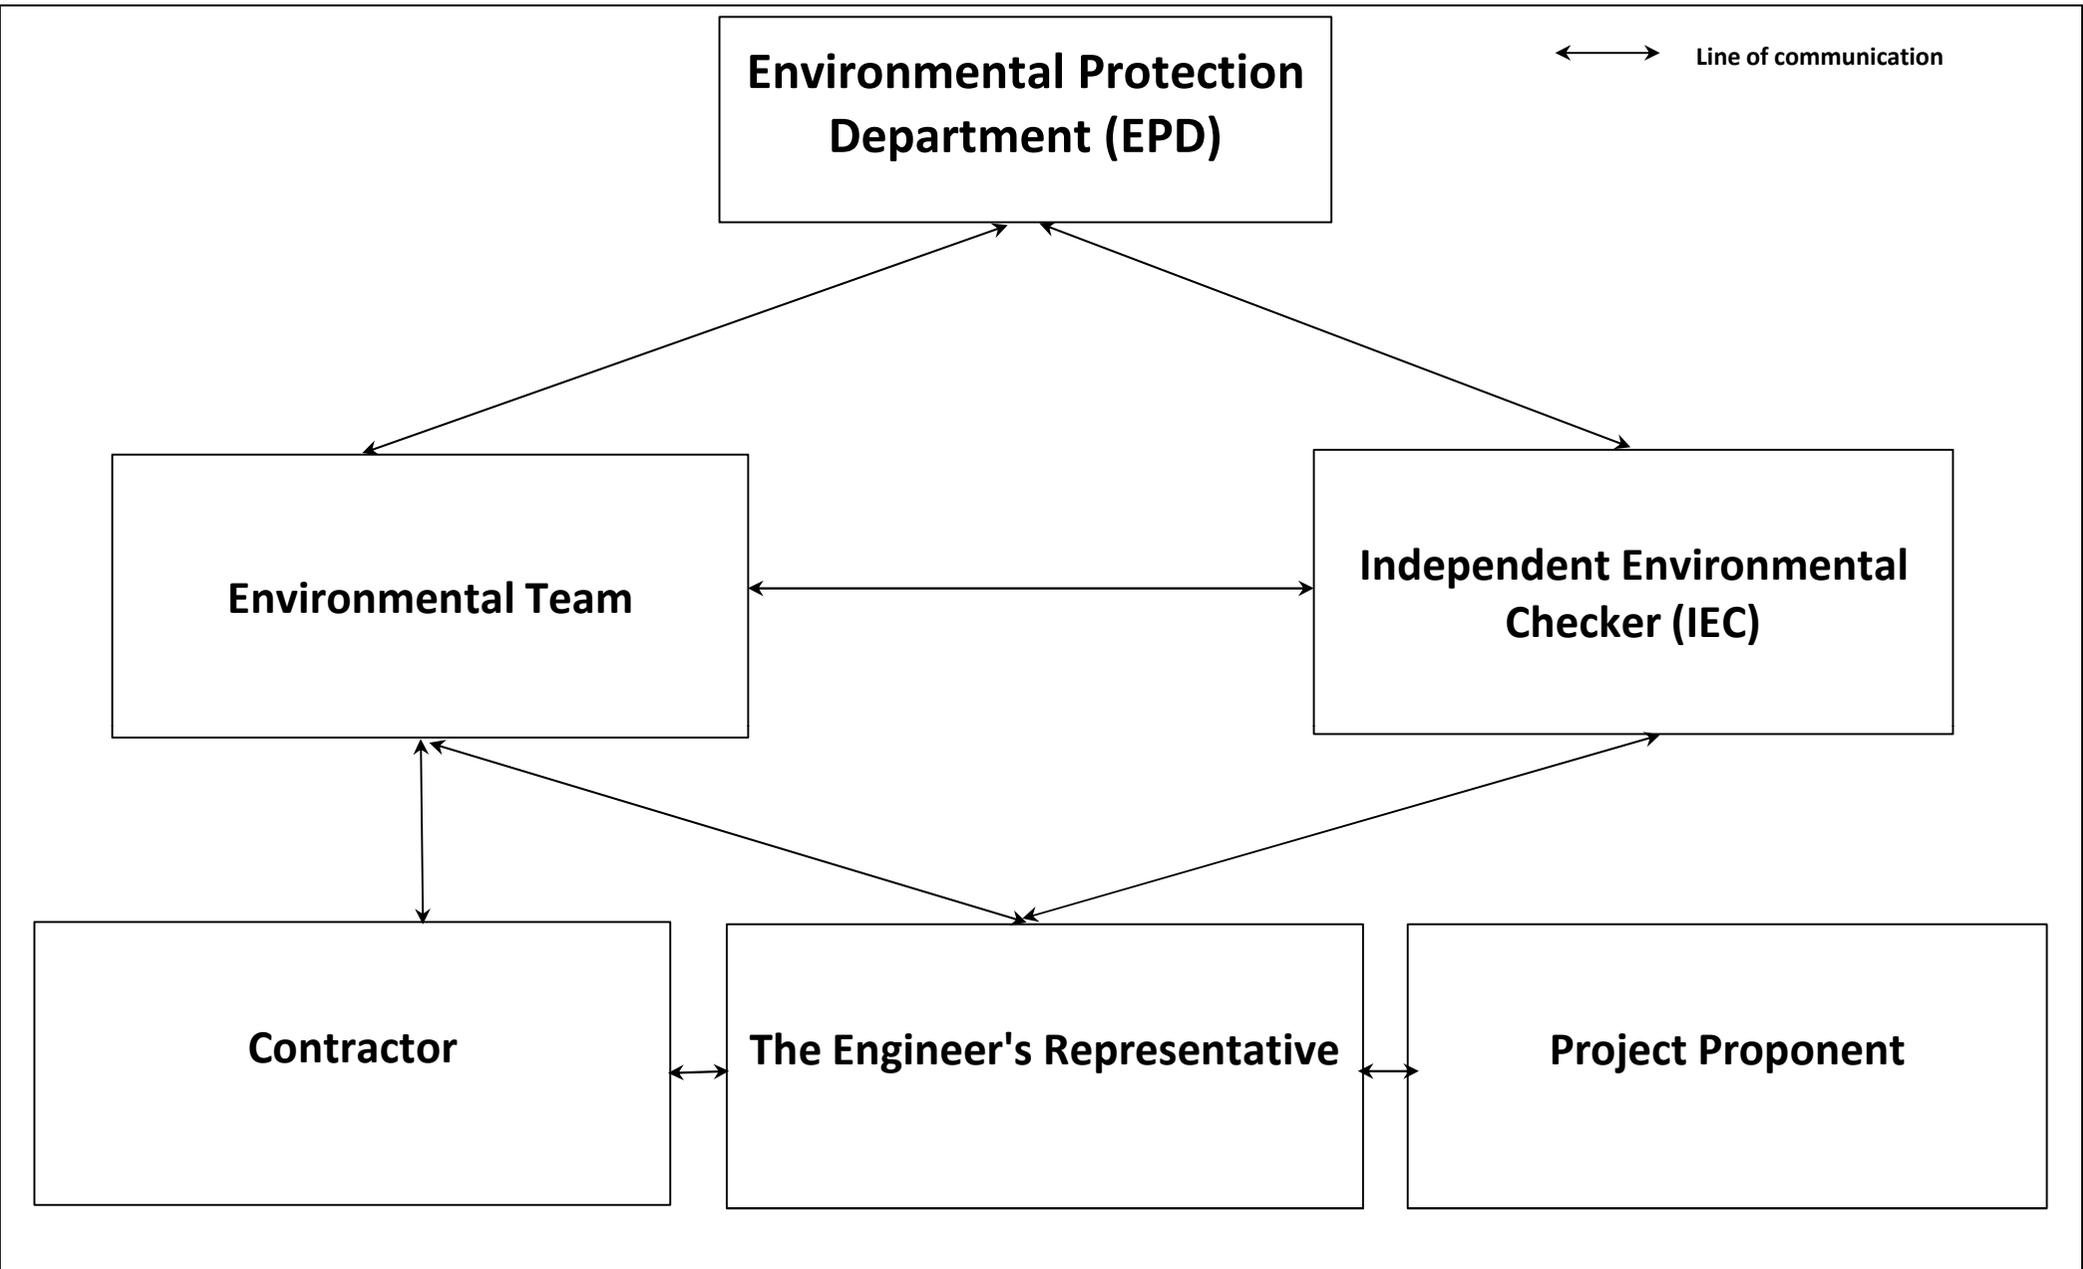 Environmental Protection
Department (EPD)
Line of communication
Environmental Team
Independent Environmental
Checker (IEC)
Contractor
The Engineer's Representative
Project Proponent